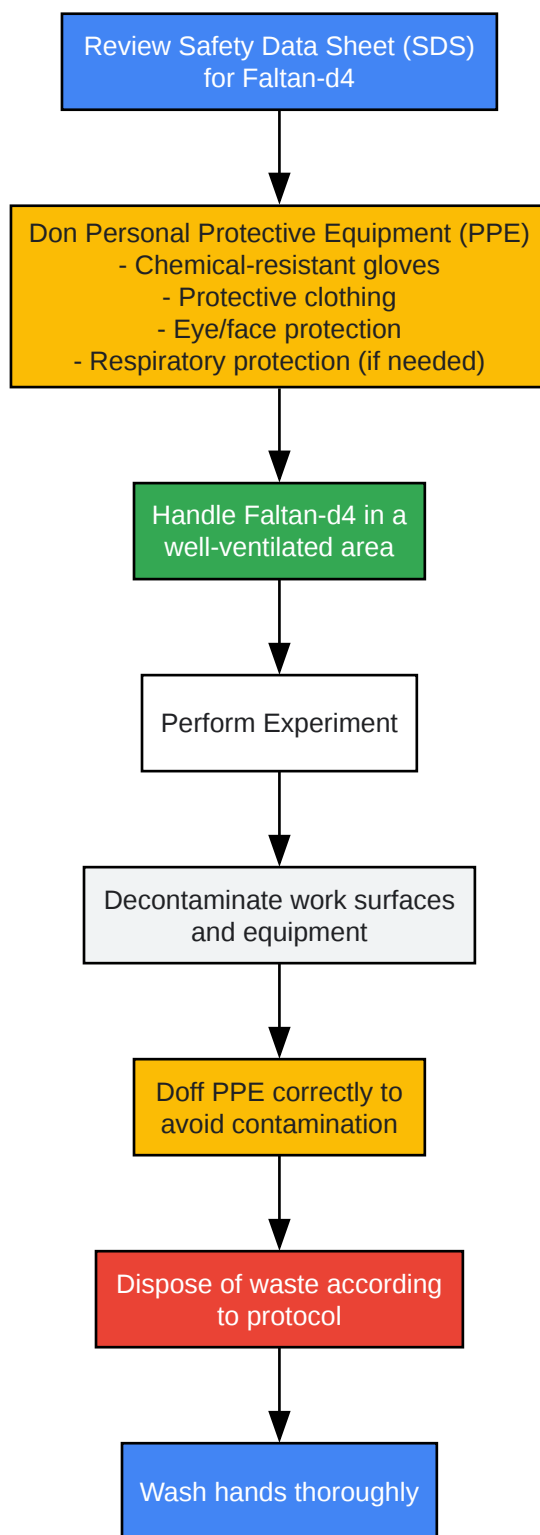 Review Safety Data Sheet (SDS)
for Faltan-d4
Don Personal Protective Equipment (PPE)
- Chemical-resistant gloves
- Protective clothing
- Eye/face protection
- Respiratory protection (if needed)
Handle Faltan-d4 in a
well-ventilated area
Perform Experiment
Decontaminate work surfaces
and equipment
Doff PPE correctly to
avoid contamination
Dispose of waste according
to protocol
Wash hands thoroughly